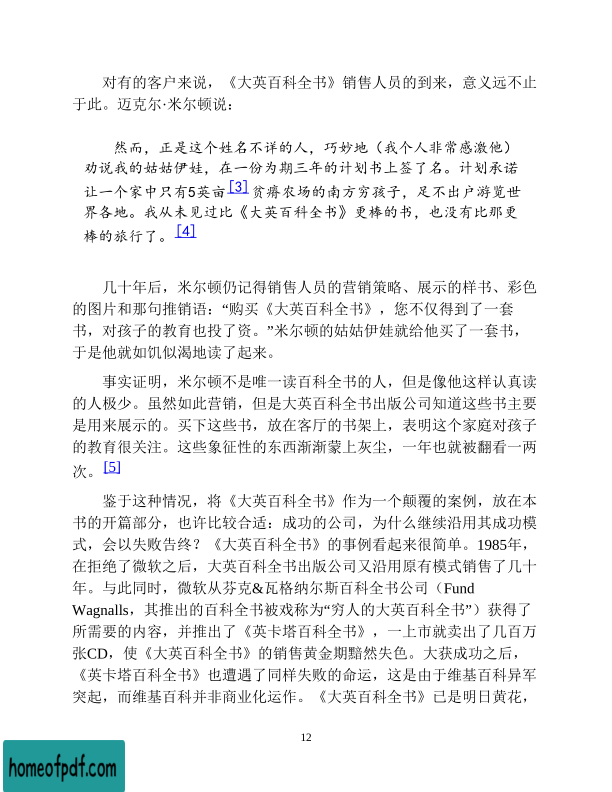 对有的客户来说，《大英百科全书》销售人员的到来，意义远不止
于此。迈克尔·米尔顿说：
然而，正是这个姓名不详的人，巧妙地（我个人非常感激他）
劝说我的姑姑伊娃，在一份为期三年的计划书上签了名。计划承诺
让一个家中只有5英亩[3]贫瘠农场的南方穷孩子，足不出户游览世
界各地。我从未见过比《大英百科全书》更棒的书，也没有比那更
棒的旅行了。[4]
几十年后，米尔顿仍记得销售人员的营销策略、展示的样书、彩色
的图片和那句推销语：“购买《大英百科全书》，您不仅得到了一套
书，对孩子的教育也投了资。”米尔顿的姑姑伊娃就给他买了一套书，
于是他就如饥似渴地读了起来。
事实证明，米尔顿不是唯一读百科全书的人，但是像他这样认真读
的人极少。虽然如此营销，但是大英百科全书出版公司知道这些书主要
是用来展示的。买下这些书，放在客厅的书架上，表明这个家庭对孩子
的教育很关注。这些象征性的东西渐渐蒙上灰尘，一年也就被翻看一两
次。[5]
鉴于这种情况，将《大英百科全书》作为一个颠覆的案例，放在本
书的开篇部分，也许比较合适：成功的公司，为什么继续沿用其成功模
式，会以失败告终？《大英百科全书》的事例看起来很简单。1985年，
在拒绝了微软之后，大英百科全书出版公司又沿用原有模式销售了几十
年。与此同时，微软从芬克&瓦格纳尔斯百科全书公司（Fund
Wagnalls，其推出的百科全书被戏称为“穷人的大英百科全书”）获得了
所需要的内容，并推出了《英卡塔百科全书》，一上市就卖出了几百万
张CD，使《大英百科全书》的销售黄金期黯然失色。大获成功之后，
《英卡塔百科全书》也遭遇了同样失败的命运，这是由于维基百科异军
突起，而维基百科并非商业化运作。《大英百科全书》已是明日黄花，
12
homeofpdf.com